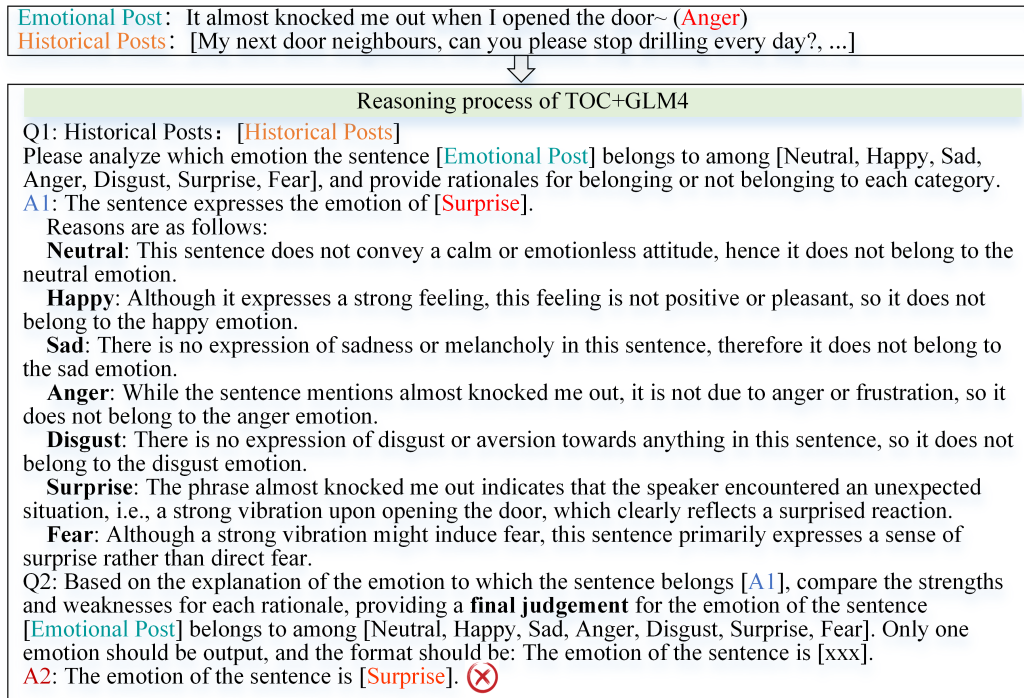 Emotional Post： It almost knocked me out when I opened the door~ (Anger)
Historical Posts： [My next door neighbours, can you please stop drilling every day?, ...]
Reasoning process of TOC+GLM4
Q1: Historical Posts： [Historical Posts]
Please analyze which emotion the sentence [Emotional Post] belongs to among [Neutral, Happy, Sad,
Anger, Disgust, Surprise, Fear], and provide rationales for belonging or not belonging to each category.
A1: The sentence expresses the emotion of [Surprise].
Reasons are as follows:
Neutral: This sentence does not convey a calm or emotionless attitude, hence it does not belong to the
neutral emotion.
Happy: Although it expresses a strong feeling, this feeling is not positive or pleasant, so it does not
belong to the happy emotion.
Sad: There is no expression of sadness or melancholy in this sentence, therefore it does not belong to
the sad emotion.
Anger: While the sentence mentions almost knocked me out, it is not due to anger or frustration, so it
does not belong to the anger emotion.
Disgust: There is no expression of disgust or aversion towards anything in this sentence, so it does not
belong to the disgust emotion.
Surprise: The phrase almost knocked me out indicates that the speaker encountered an unexpected
situation, i.e., a strong vibration upon opening the door, which clearly reflects a surprised reaction.
Fear: Although a strong vibration might induce fear, this sentence primarily expresses a sense of
surprise rather than direct fear.
Q2: Based on the explanation of the emotion to which the sentence belongs [A1], compare the strengths
and weaknesses for each rationale, providing a final judgement for the emotion of the sentence
[Emotional Post] belongs to among [Neutral, Happy, Sad, Anger, Disgust, Surprise, Fear]. Only one
emotion should be output, and the format should be: The emotion of the sentence is [xxx].
A2: The emotion of the sentence is [Surprise].